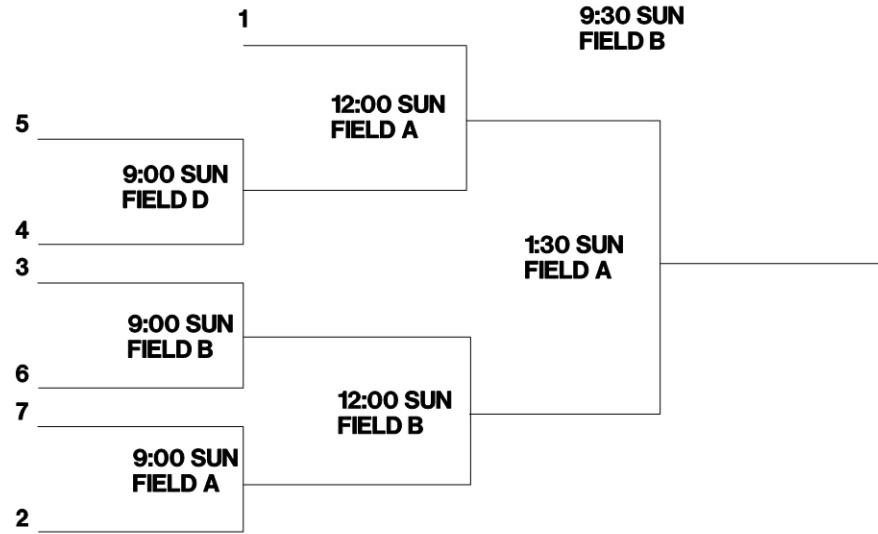 1
9:30 SUN
FIELD B
12:00 SUN
FIELD A
5
9:00 SUN
FIELD D
4
3
1:30 SUN
FIELD A
9:00 SUN
FIELD B
6
7
12:00 SUN
FIELD B
9:00 SUN
FIELD A
2